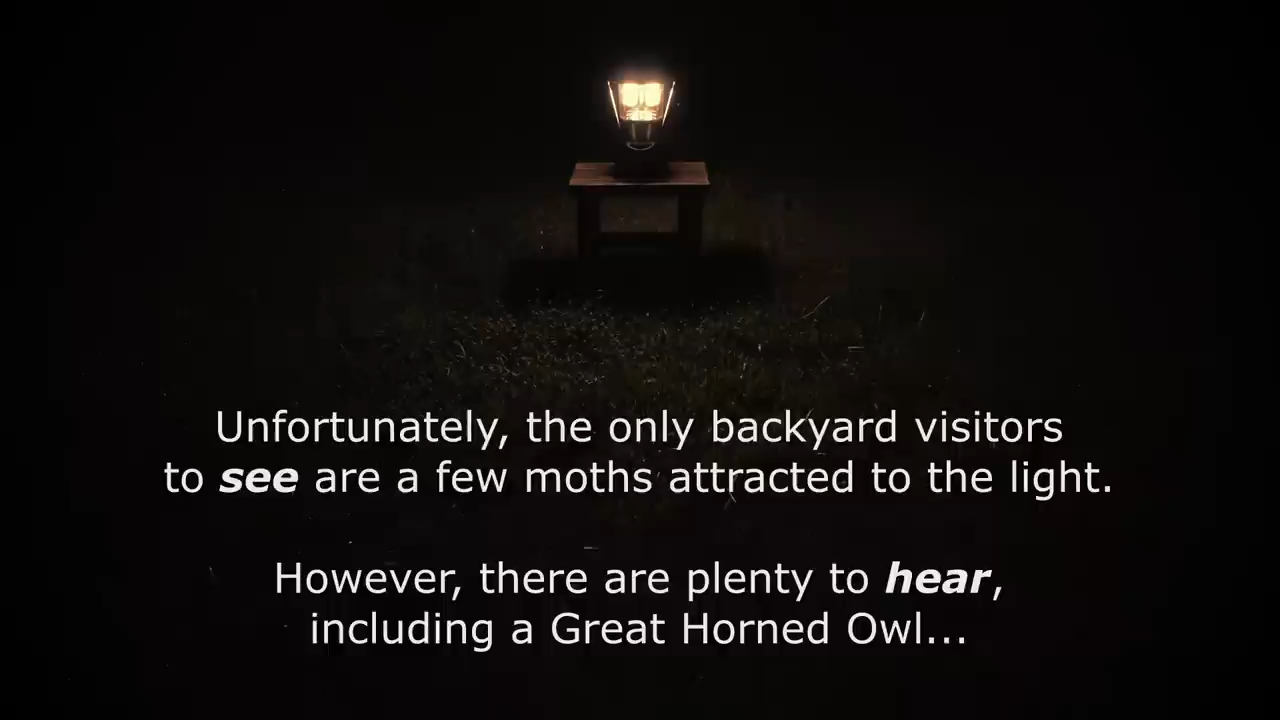 Unfortunately, the only backyard visitors
to see are a few moths attracted to the light.
However, there are plenty to hear,
including a Great Horned Owl...